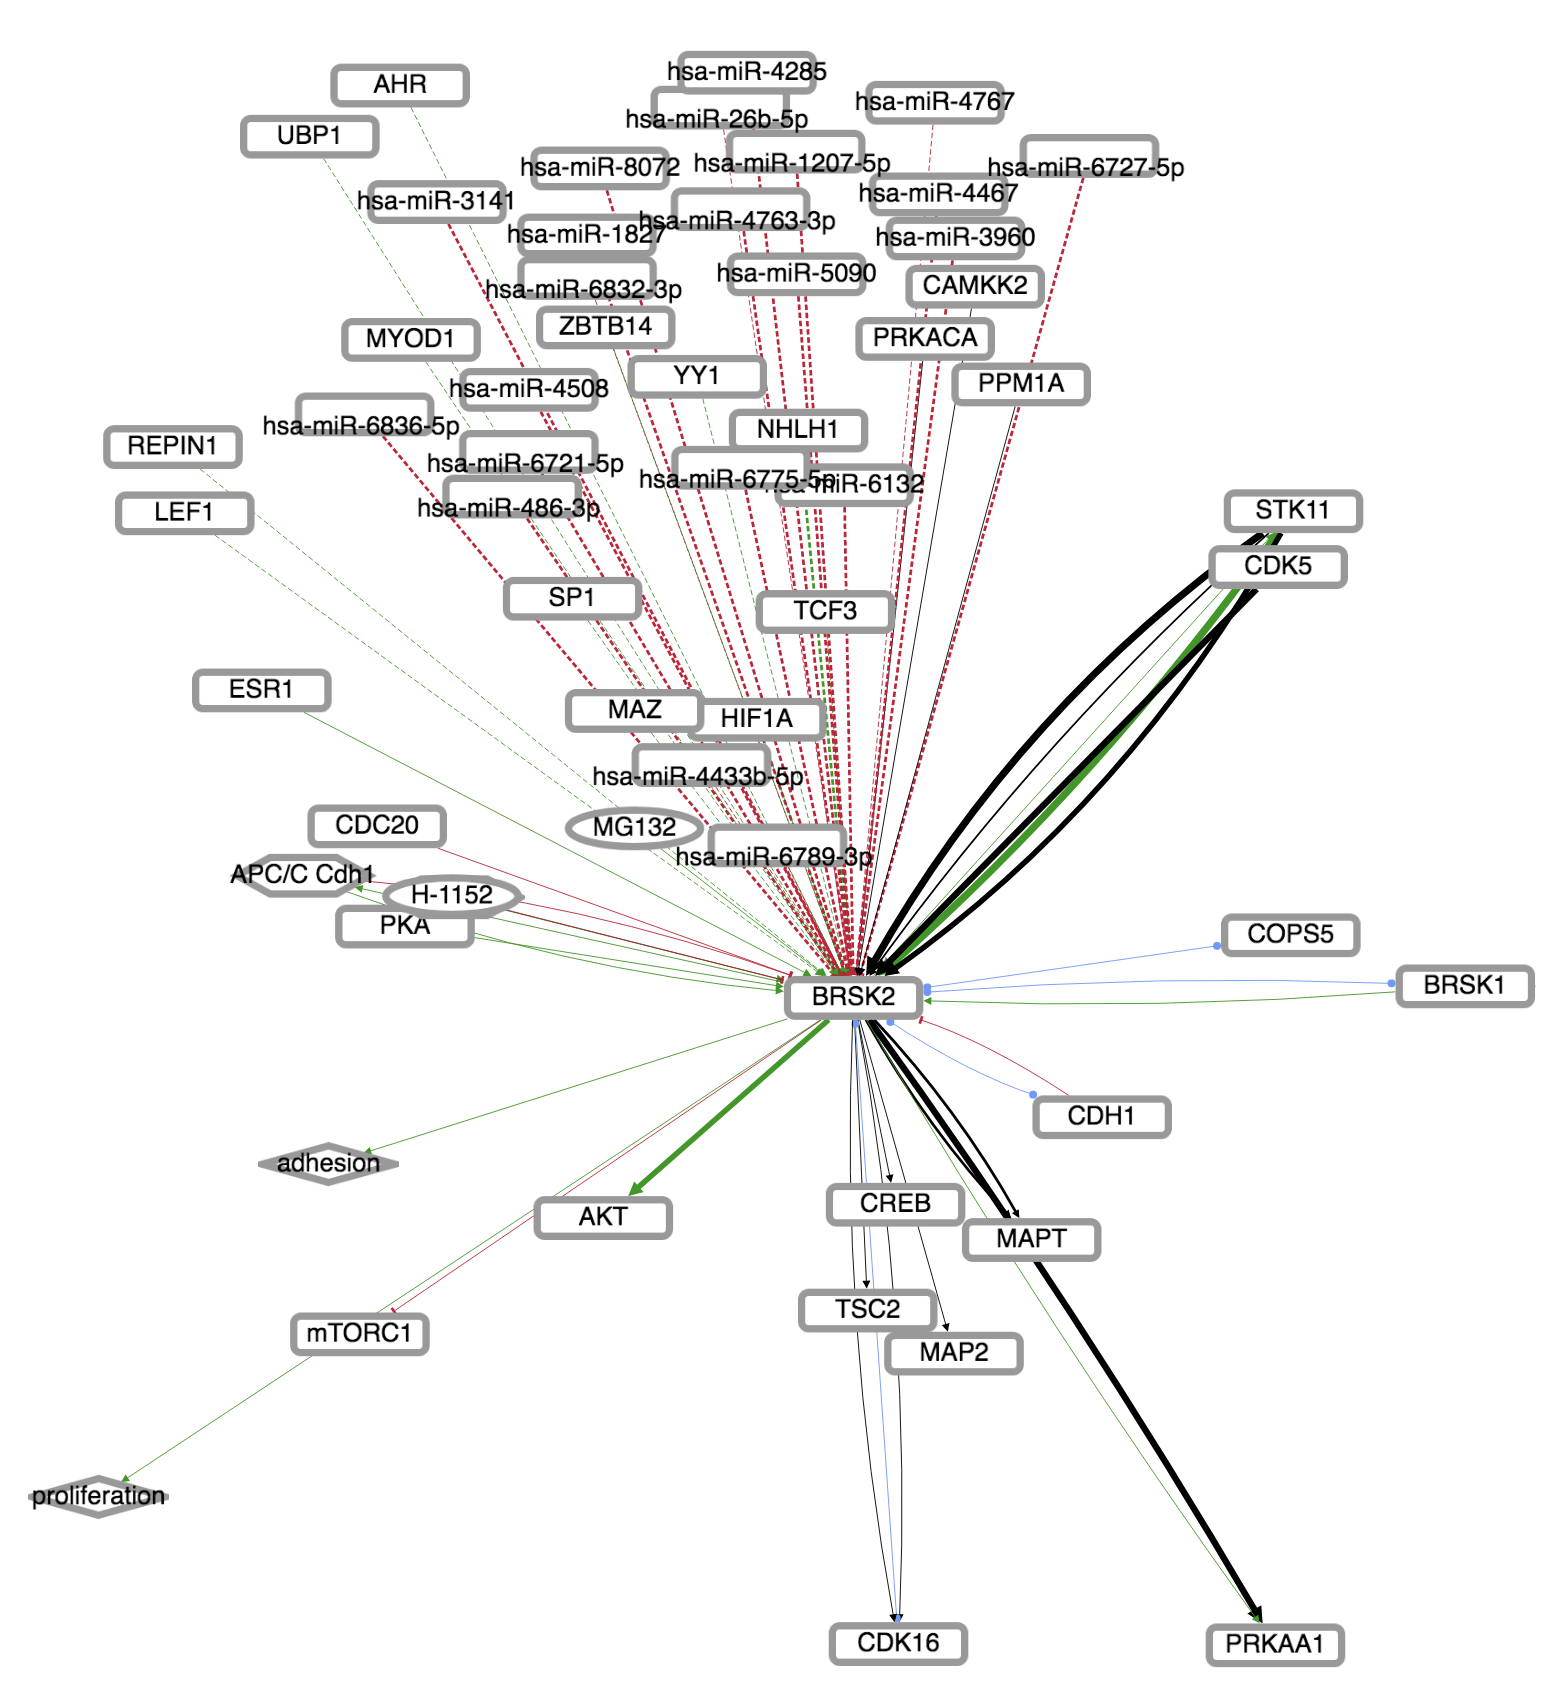 hsa-miR-4285
AHR
hsa-miR-4767
hsa-miR-26b-5p
UBP1
hsa-miR-1207-5p
hsa-miR-8072
hsa-miR-6727-5p
hsa-miR-4467
hsa-miR-3141
hsa-miR-4763-3p
hsa-miR-1827
hsa-miR-3960
hsa-miR-5090
CAMKK2
hsa-miR-6832-3p
ZBTB14
MYOD1
PRKACA
YY1
PPM1A
hsa-miR-4508
hsa-miR-6836-5p
NHLH1
REPIN1
hsa-miR-6721-5p
hsa-miR-6775-5p
hsa-miR-6132
hsa-miR-486-3p
LEF1
STK11
CDK5
SP1
TCF3
ESR1
MAZ
HIF1A
hsa-miR-4433b-5p
CDC20
MG132
hsa-miR-6789-3p
APC/C Cdh1
H-1152
PKA
COPS5
BRSK2
BRSK1
CDH1
adhesion
CREB
AKT
MAPT
TSC2
mTORC1
MAP2
proliferation
CDK16
PRKAA1